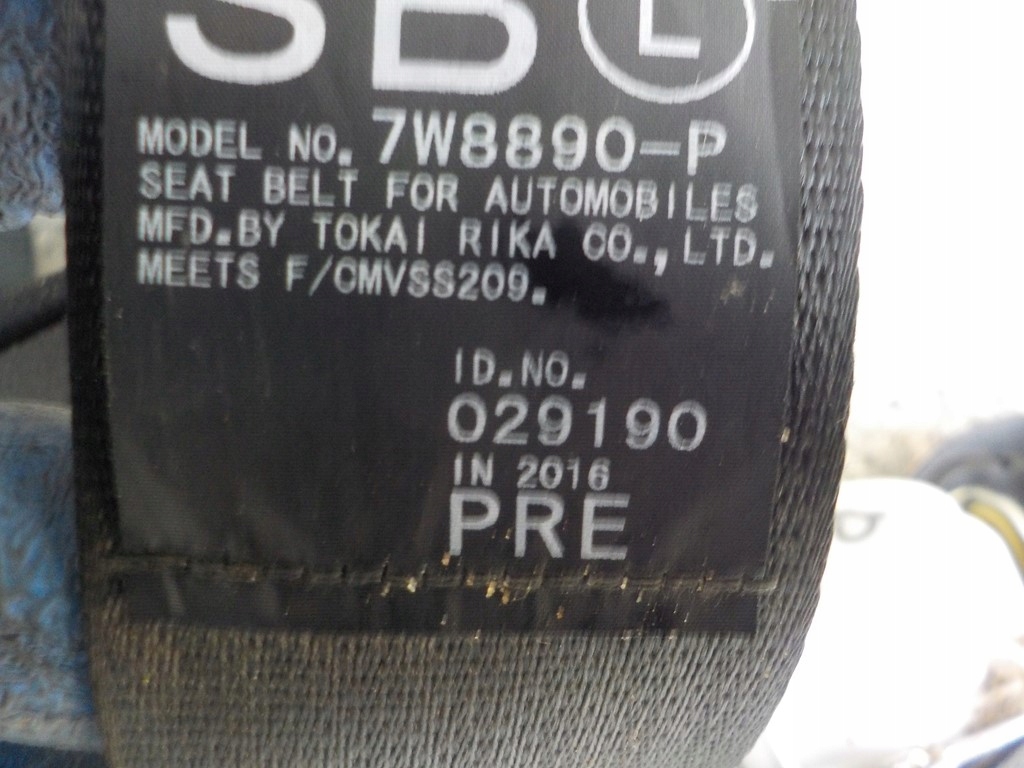 SB L
MODEL NO. 7W8890-P
SEAT BELT FOR AUTOMOBILES
MFD.BY TOKAI RIKA CO., LTD.
MEETS F/CMVSS209.
ID.NO.
029190
IN 2016
PRE